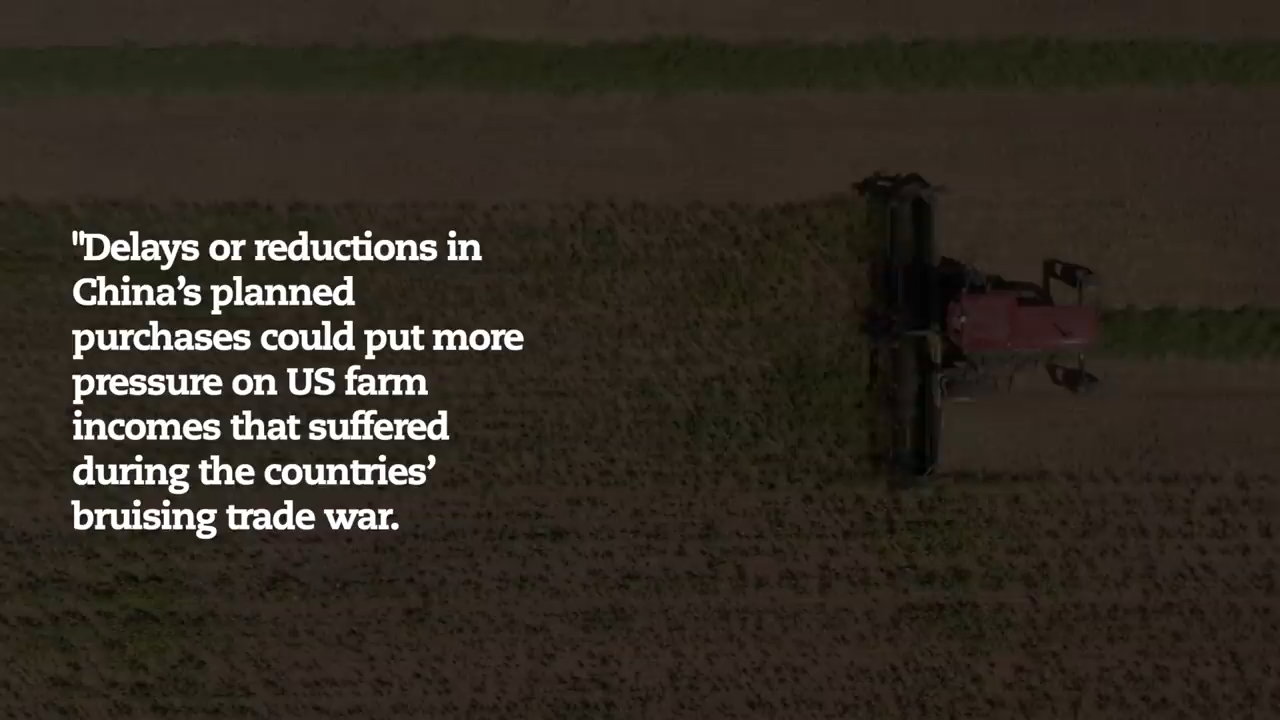 "Delays or reductions in
China’s planned
purchases could put more
pressure on US farm
incomes that suffered
during the countries’
bruising trade war.